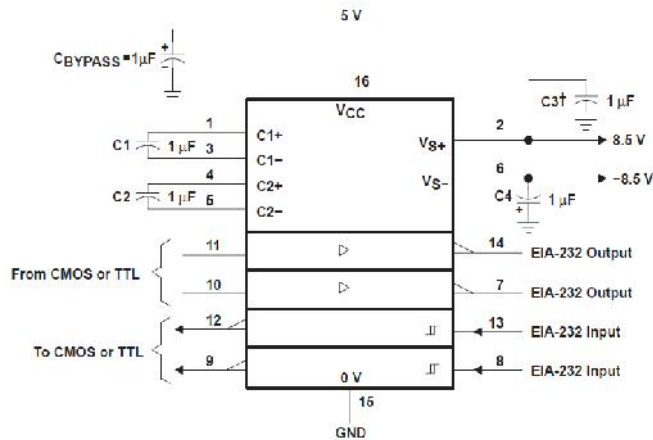 5 V
CBYPASS = 1µF
+
−
16
VCC
C3† 1 µF
1
C1+
C1 1 µF
3
C1−
2
VS+
8.5 V
4
C2+
C2 1 µF
5
C2−
6
VS−
−8.5 V
C4 1 µF
+
11
14
EIA-232 Output
From CMOS or TTL
10
7
EIA-232 Output
12
13
EIA-232 Input
To CMOS or TTL
9
8
EIA-232 Input
0 V
15
GND